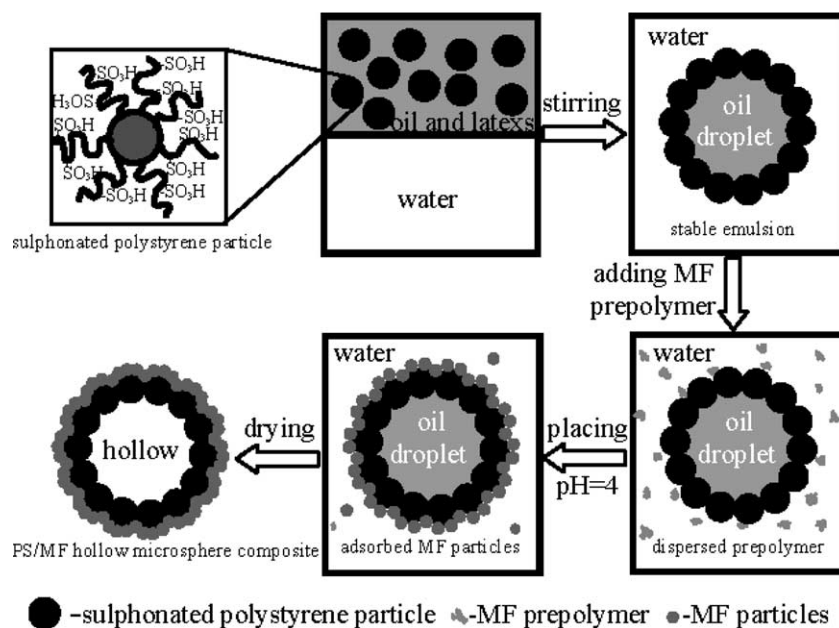 -SO₃H
-SO₃H
SO₃H
H3OS
SO₃H
-SO₃H
SO₃H
SO₃H
SO₃H
-SO₃H
-SO₃H
sulphonated polystyrene particle
oil and latexs
water
stirring
water
oil
droplet
stable emulsion
adding MF
prepolymer
water
oil
droplet
dispersed prepolymer
placing
pH=4
water
oil
droplet
adsorbed MF particles
drying
hollow
PS/MF hollow microsphere composite
-sulphonated polystyrene particle -MF prepolymer -MF particles